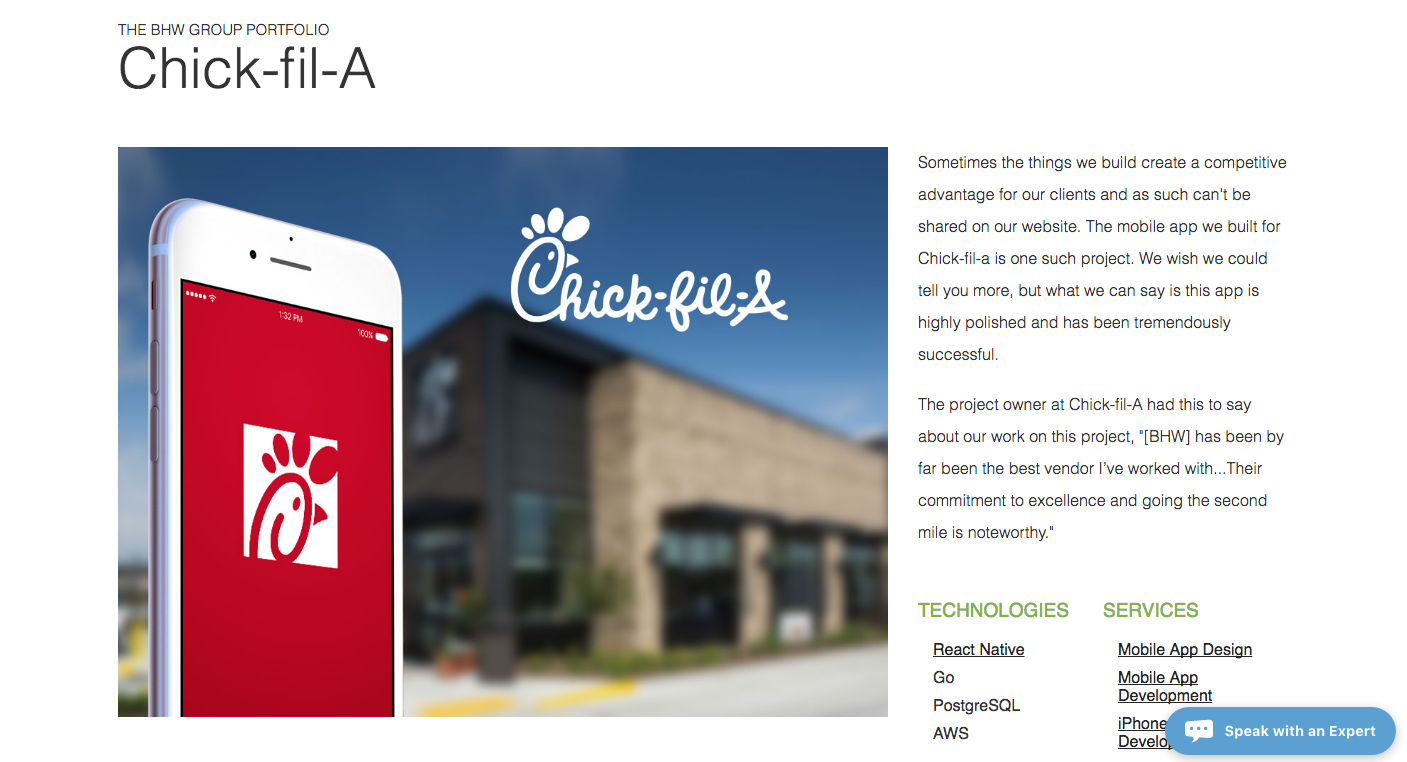 THE BHW GROUP PORTFOLIO
Chick-fil-A
1:32 PM
100%
Chick-fil-A
Sometimes the things we build create a competitive
advantage for our clients and as such can't be
shared on our website. The mobile app we built for
Chick-fil-a is one such project. We wish we could
tell you more, but what we can say is this app is
highly polished and has been tremendously
successful.
The project owner at Chick-fil-A had this to say
about our work on this project, "[BHW] has been by
far been the best vendor I've worked with...Their
commitment to excellence and going the second
mile is noteworthy."
TECHNOLOGIES
React Native
Go
PostgreSQL
AWS
SERVICES
Mobile App Design
Mobile App
Development
iPhone
Speak with an Expert